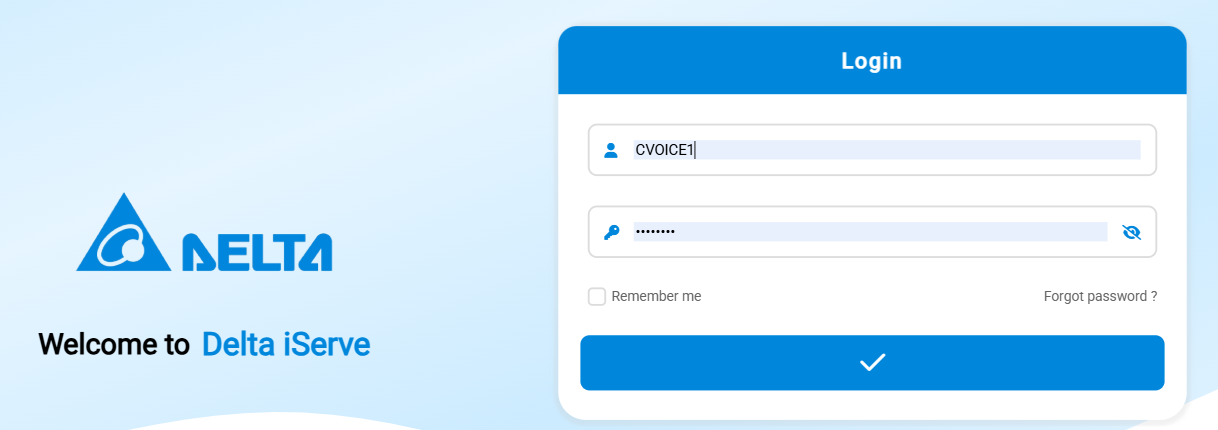 Login
CVOICE1
••••••••
DELTA
Remember me
Forgot password ?
Welcome to Delta iServe